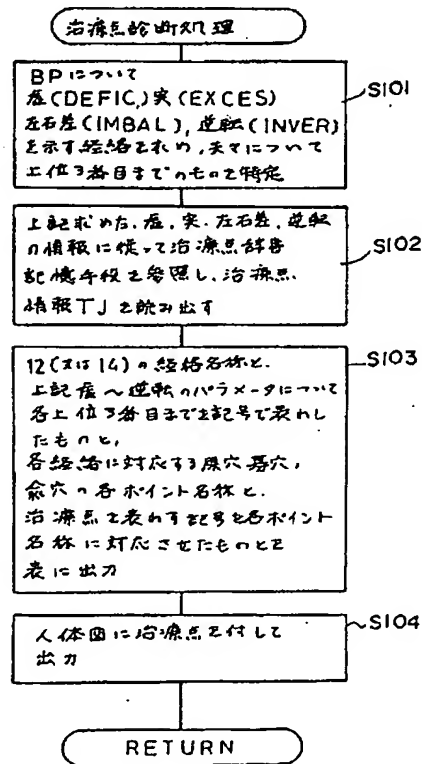 治療点診断処理
BPについて
虚(DEFIC),実(EXCES)
左右差(IMBAL),逆転(INVER)
を示す経絡を求め,夫々について
上位3番目までのものを特定
S101
上記求めた,虚,実,左右差,逆転
の情報に従って治療点辞書
記憶手段を参照し,治療点
情報TJを読み出す
S102
12(又は14)の経絡名称と,
上記虚〜逆転のパラメータについて
各上位3番目までを記号で表わし
たものと,
各経絡に対応する原穴,募穴,
兪穴の各ポイント名称と,
治療点を表わす記号を各ポイント
名称に対応させたものとを
表に出力
S103
人体図に治療点を付して
出力
S104
RETURN